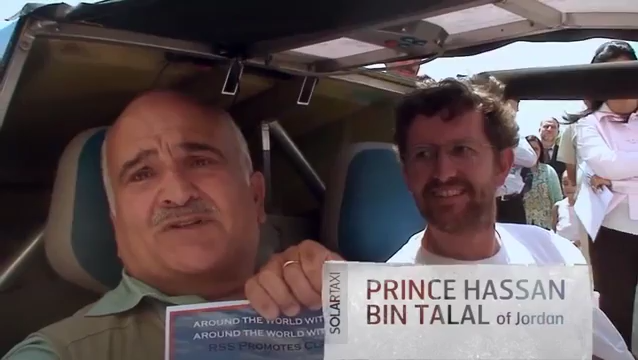 AROUND THE WORLD WIT
AROUND THE WORLD WIT
RSS PROMOTES CL
SOLARTAXI
PRINCE HASSAN
BIN TALAL of Jordan